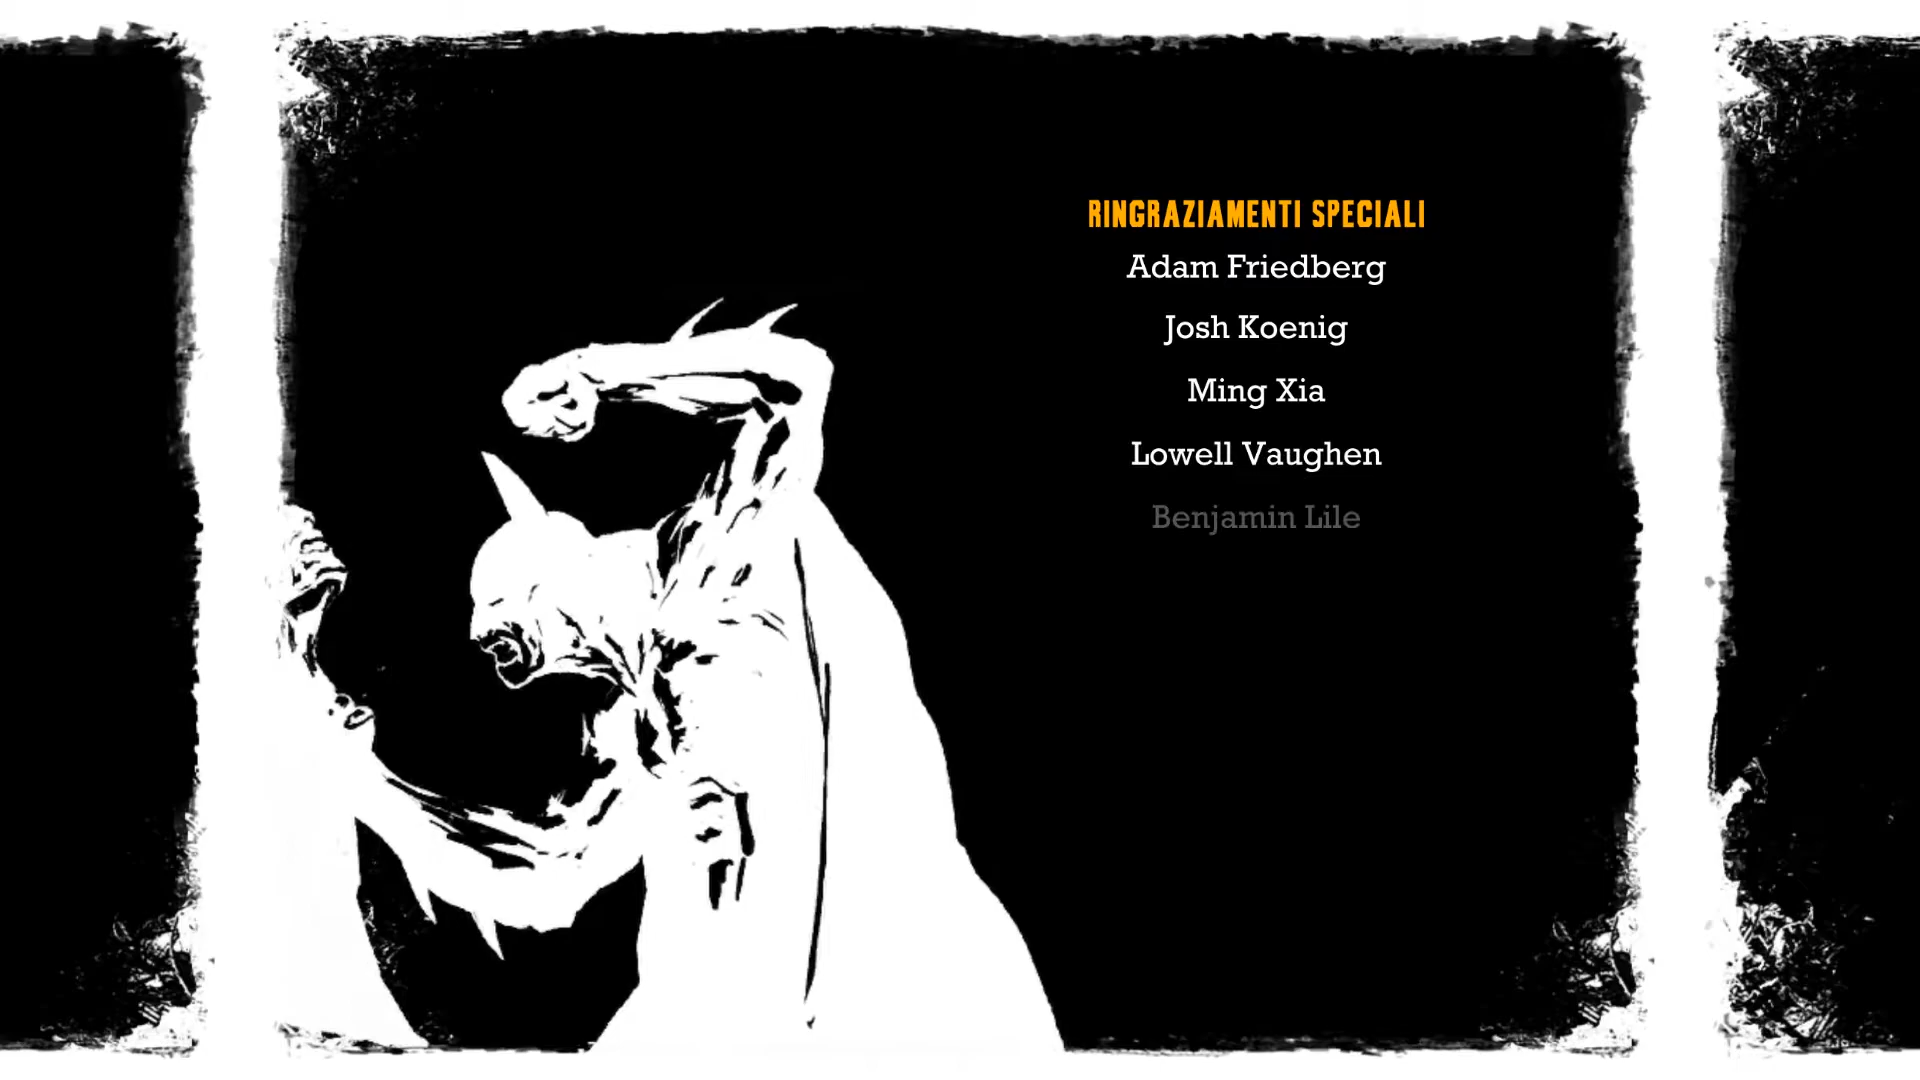 RINGRAZIAMENTI SPECIALI
Adam Friedberg
Josh Koenig
Ming Xia
Lowell Vaughen
Benjamin Lile